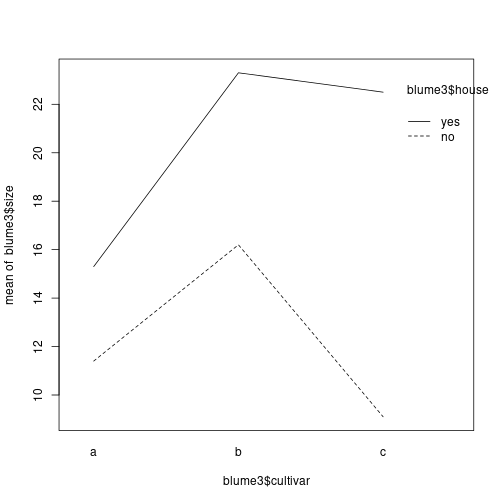 blume3$house
yes
no
mean of blume3$size
22
20
18
16
14
12
10
a b c
blume3$cultivar